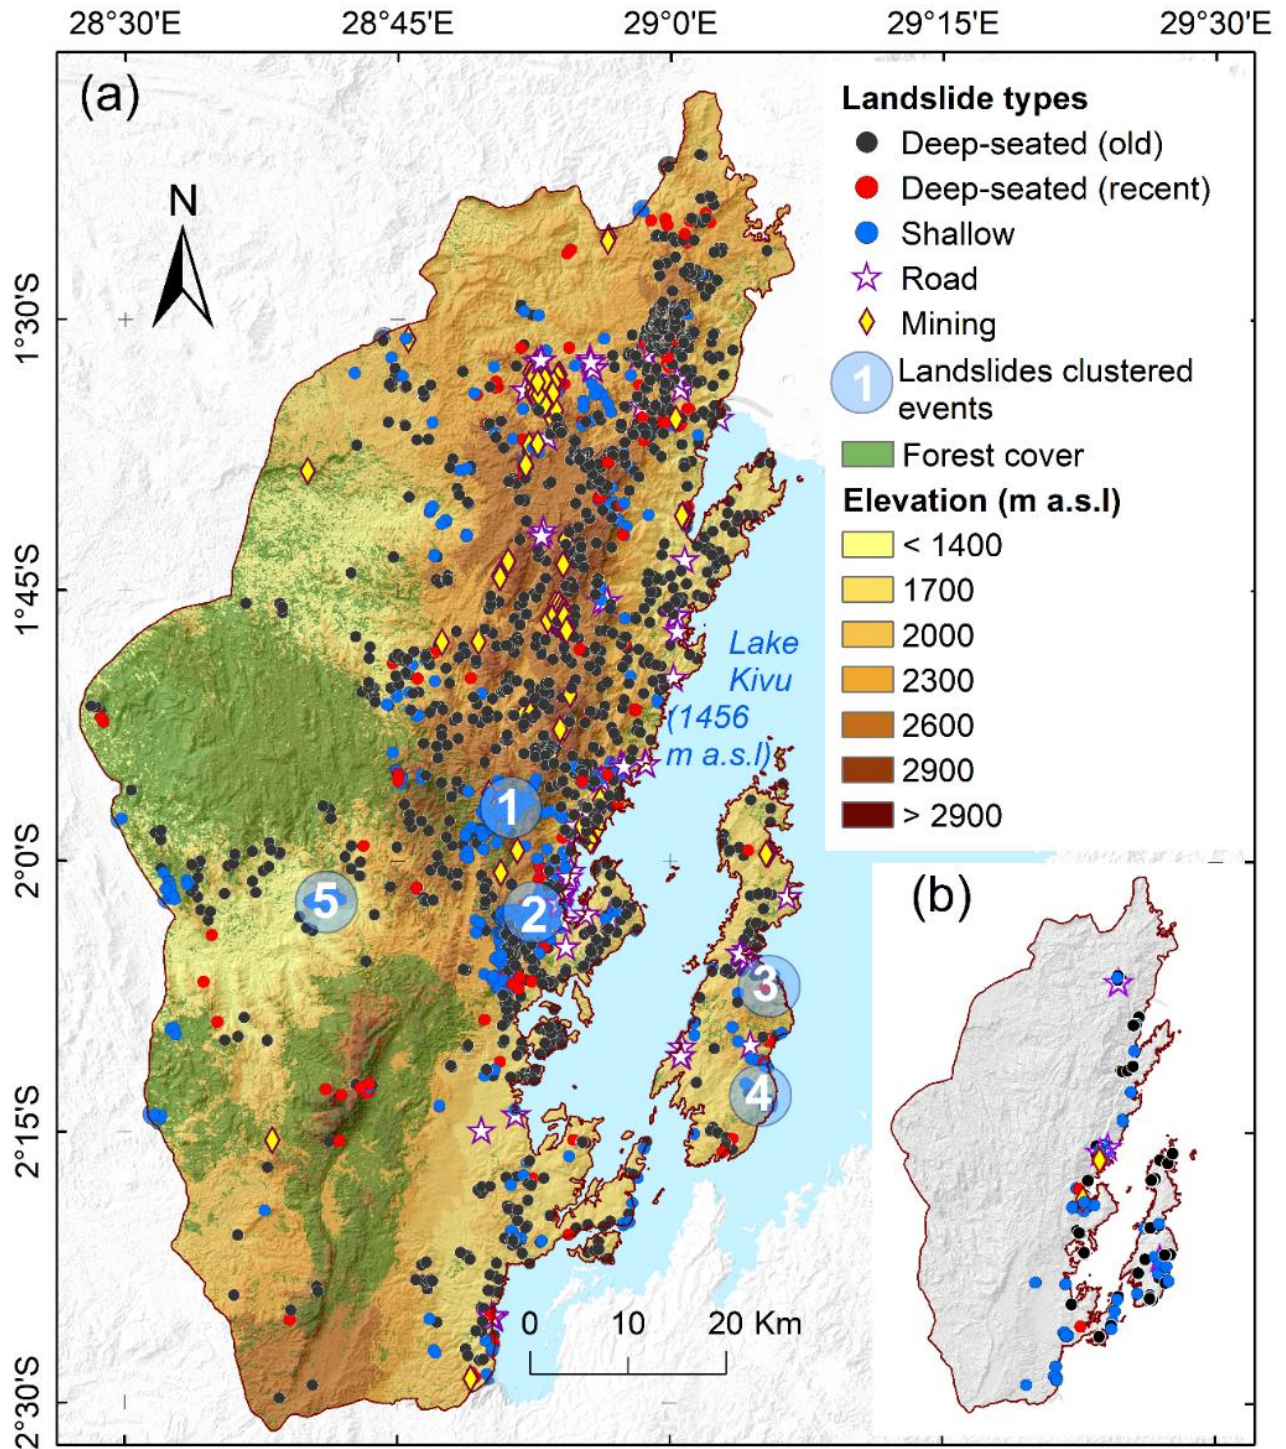 28°30'E 28°45'E 29°0'E 29°15'E 29°30'E
(a)
N
1°30'S
1°45'S
2°0'S
2°15'S
2°30'S
Landslide types
Deep-seated (old)
Deep-seated (recent)
Shallow
Road
Mining
1 Landslides clustered
events
Forest cover
Elevation (m a.s.l)
< 1400
1700
2000
2300
2600
2900
> 2900
Lake
Kivu
(1456
m a.s.l)
1
2
3
4
5
0 10 20 Km
(b)